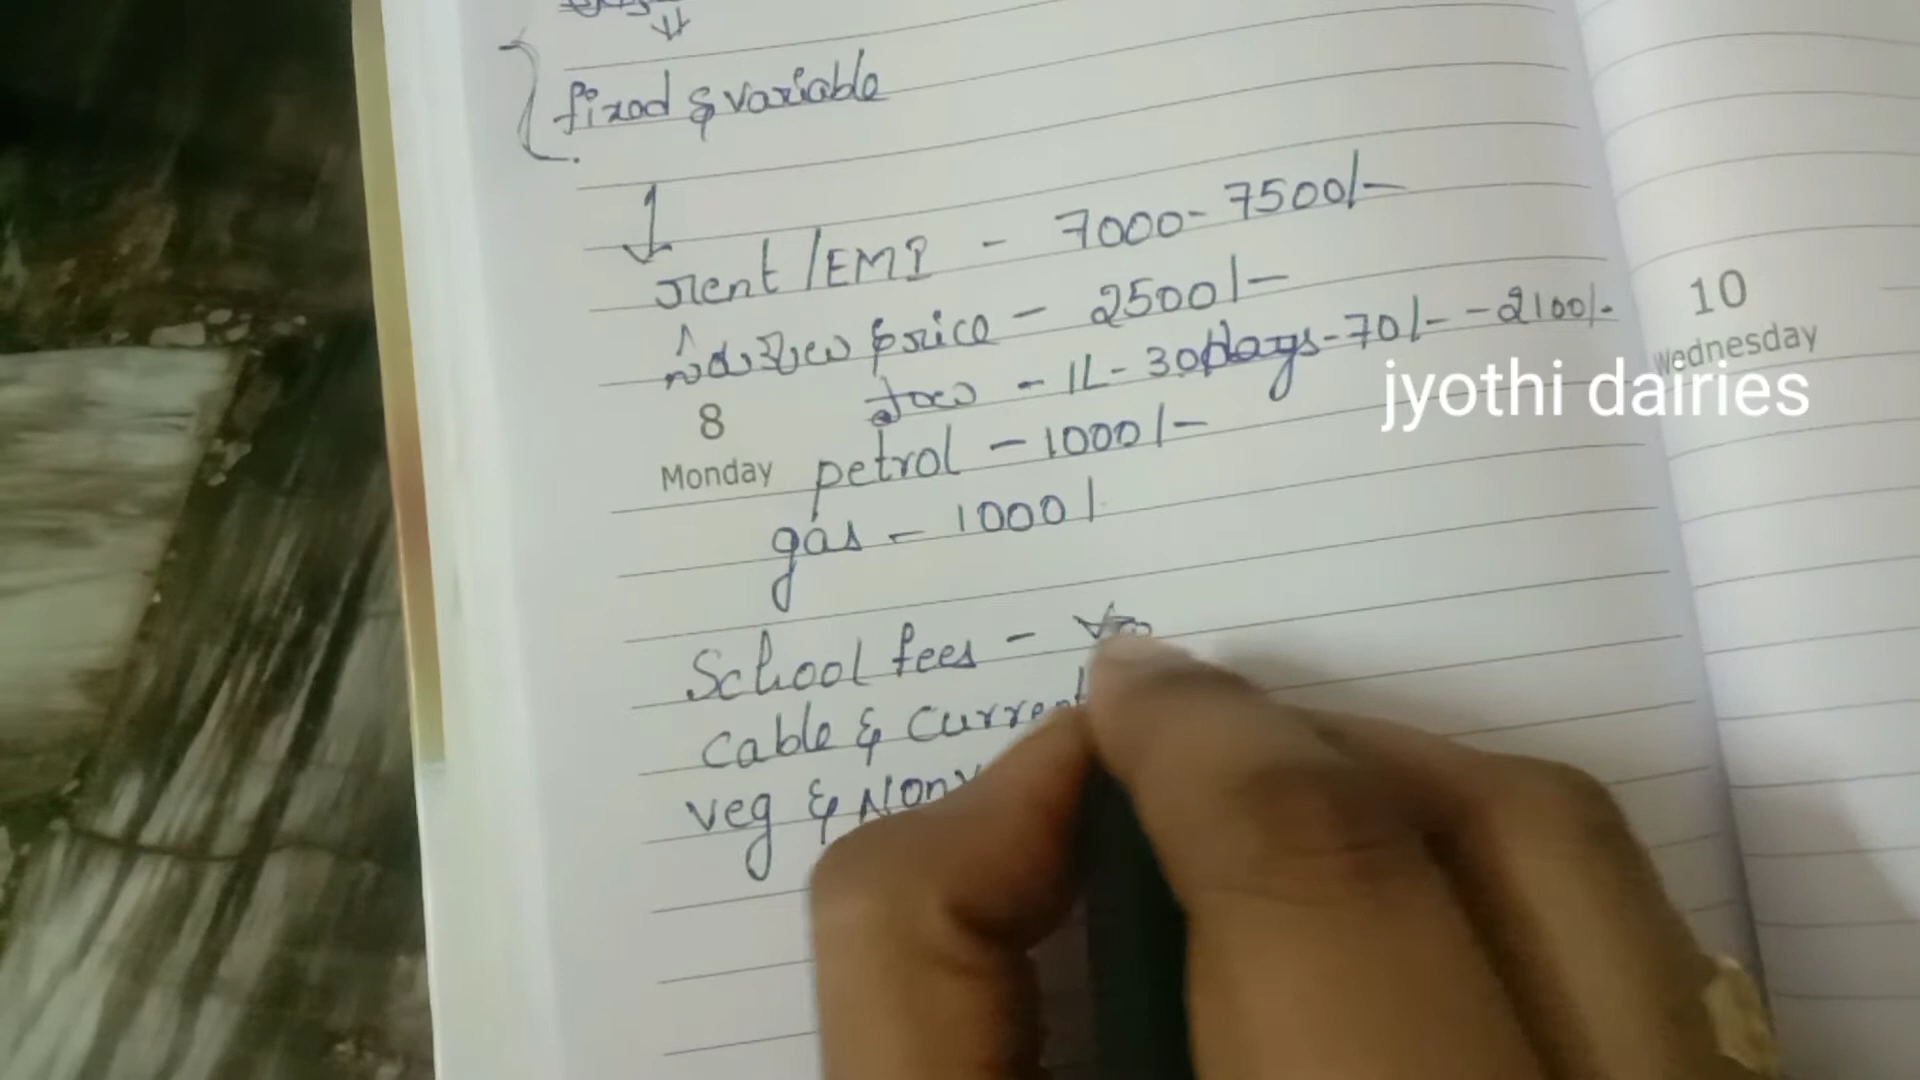 fixed & variable
rent/EMI - 7000-7500/-
price - 2500/-
పాలు - 1L - 30days - 70/- - 2100/-
petrol - 1000/-
gas - 1000/
School fees -
Cable & Current
veg & Non
8
Monday
10
Wednesday
jyothi dairies